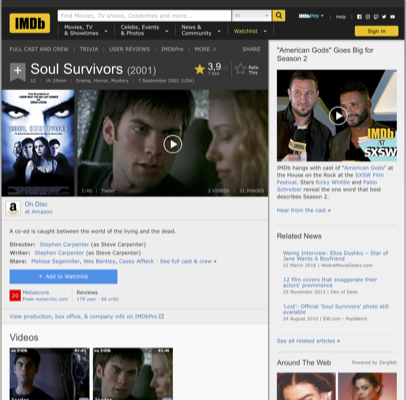 IMDb
Find Movies, TV shows, Celebrities and more...
All
IMDbPro
Help
Movies, TV & Showtimes
Celebs, Events & Photos
News & Community
Watchlist
Sign in
FULL CAST AND CREW | TRIVIA | USER REVIEWS | IMDbPro | MORE
SHARE
Soul Survivors (2001)
12 | 1h 24min | Drama, Horror, Mystery | 7 September 2001 (USA)
3,9
Rate This
1:46 | Trailer
2 VIDEOS | 31 IMAGES
On Disc
at Amazon
A co-ed is caught between the world of the living and the dead.
Director: Stephen Carpenter (as Steve Carpenter)
Writer: Stephen Carpenter (as Steve Carpenter)
Stars: Melissa Sagemiller, Wes Bentley, Casey Affleck | See full cast & crew »
+ Add to Watchlist
20
Metascore
From metacritic.com
Reviews
View production, box office, & company info on IMDbPro
Videos
"American Gods" Goes Big for
Season 2
IMDb
at
SXSW
IMDb hangs with cast of "American Gods" at
the House on the Rock at the SXSW Film
Festival. Stars Ricky Whittle and Pablo
Schreiber reveal the one word that best
describes Season 2.
Hear from the cast »
Related News
Wamg Interview: Eliza Dushku – Star of
Jane Wants A Boyfriend
22 March 2016 | WeAreMovieGeeks.com
12 film covers that exaggerate their
actors' prominence
25 November 2013 | Den of Geek
'Lost': Official 'Soul Survivors' photo still
available
24 August 2010 | EW.com - PopWatch
See all related articles »
Around The Web
Powered by ZergNet